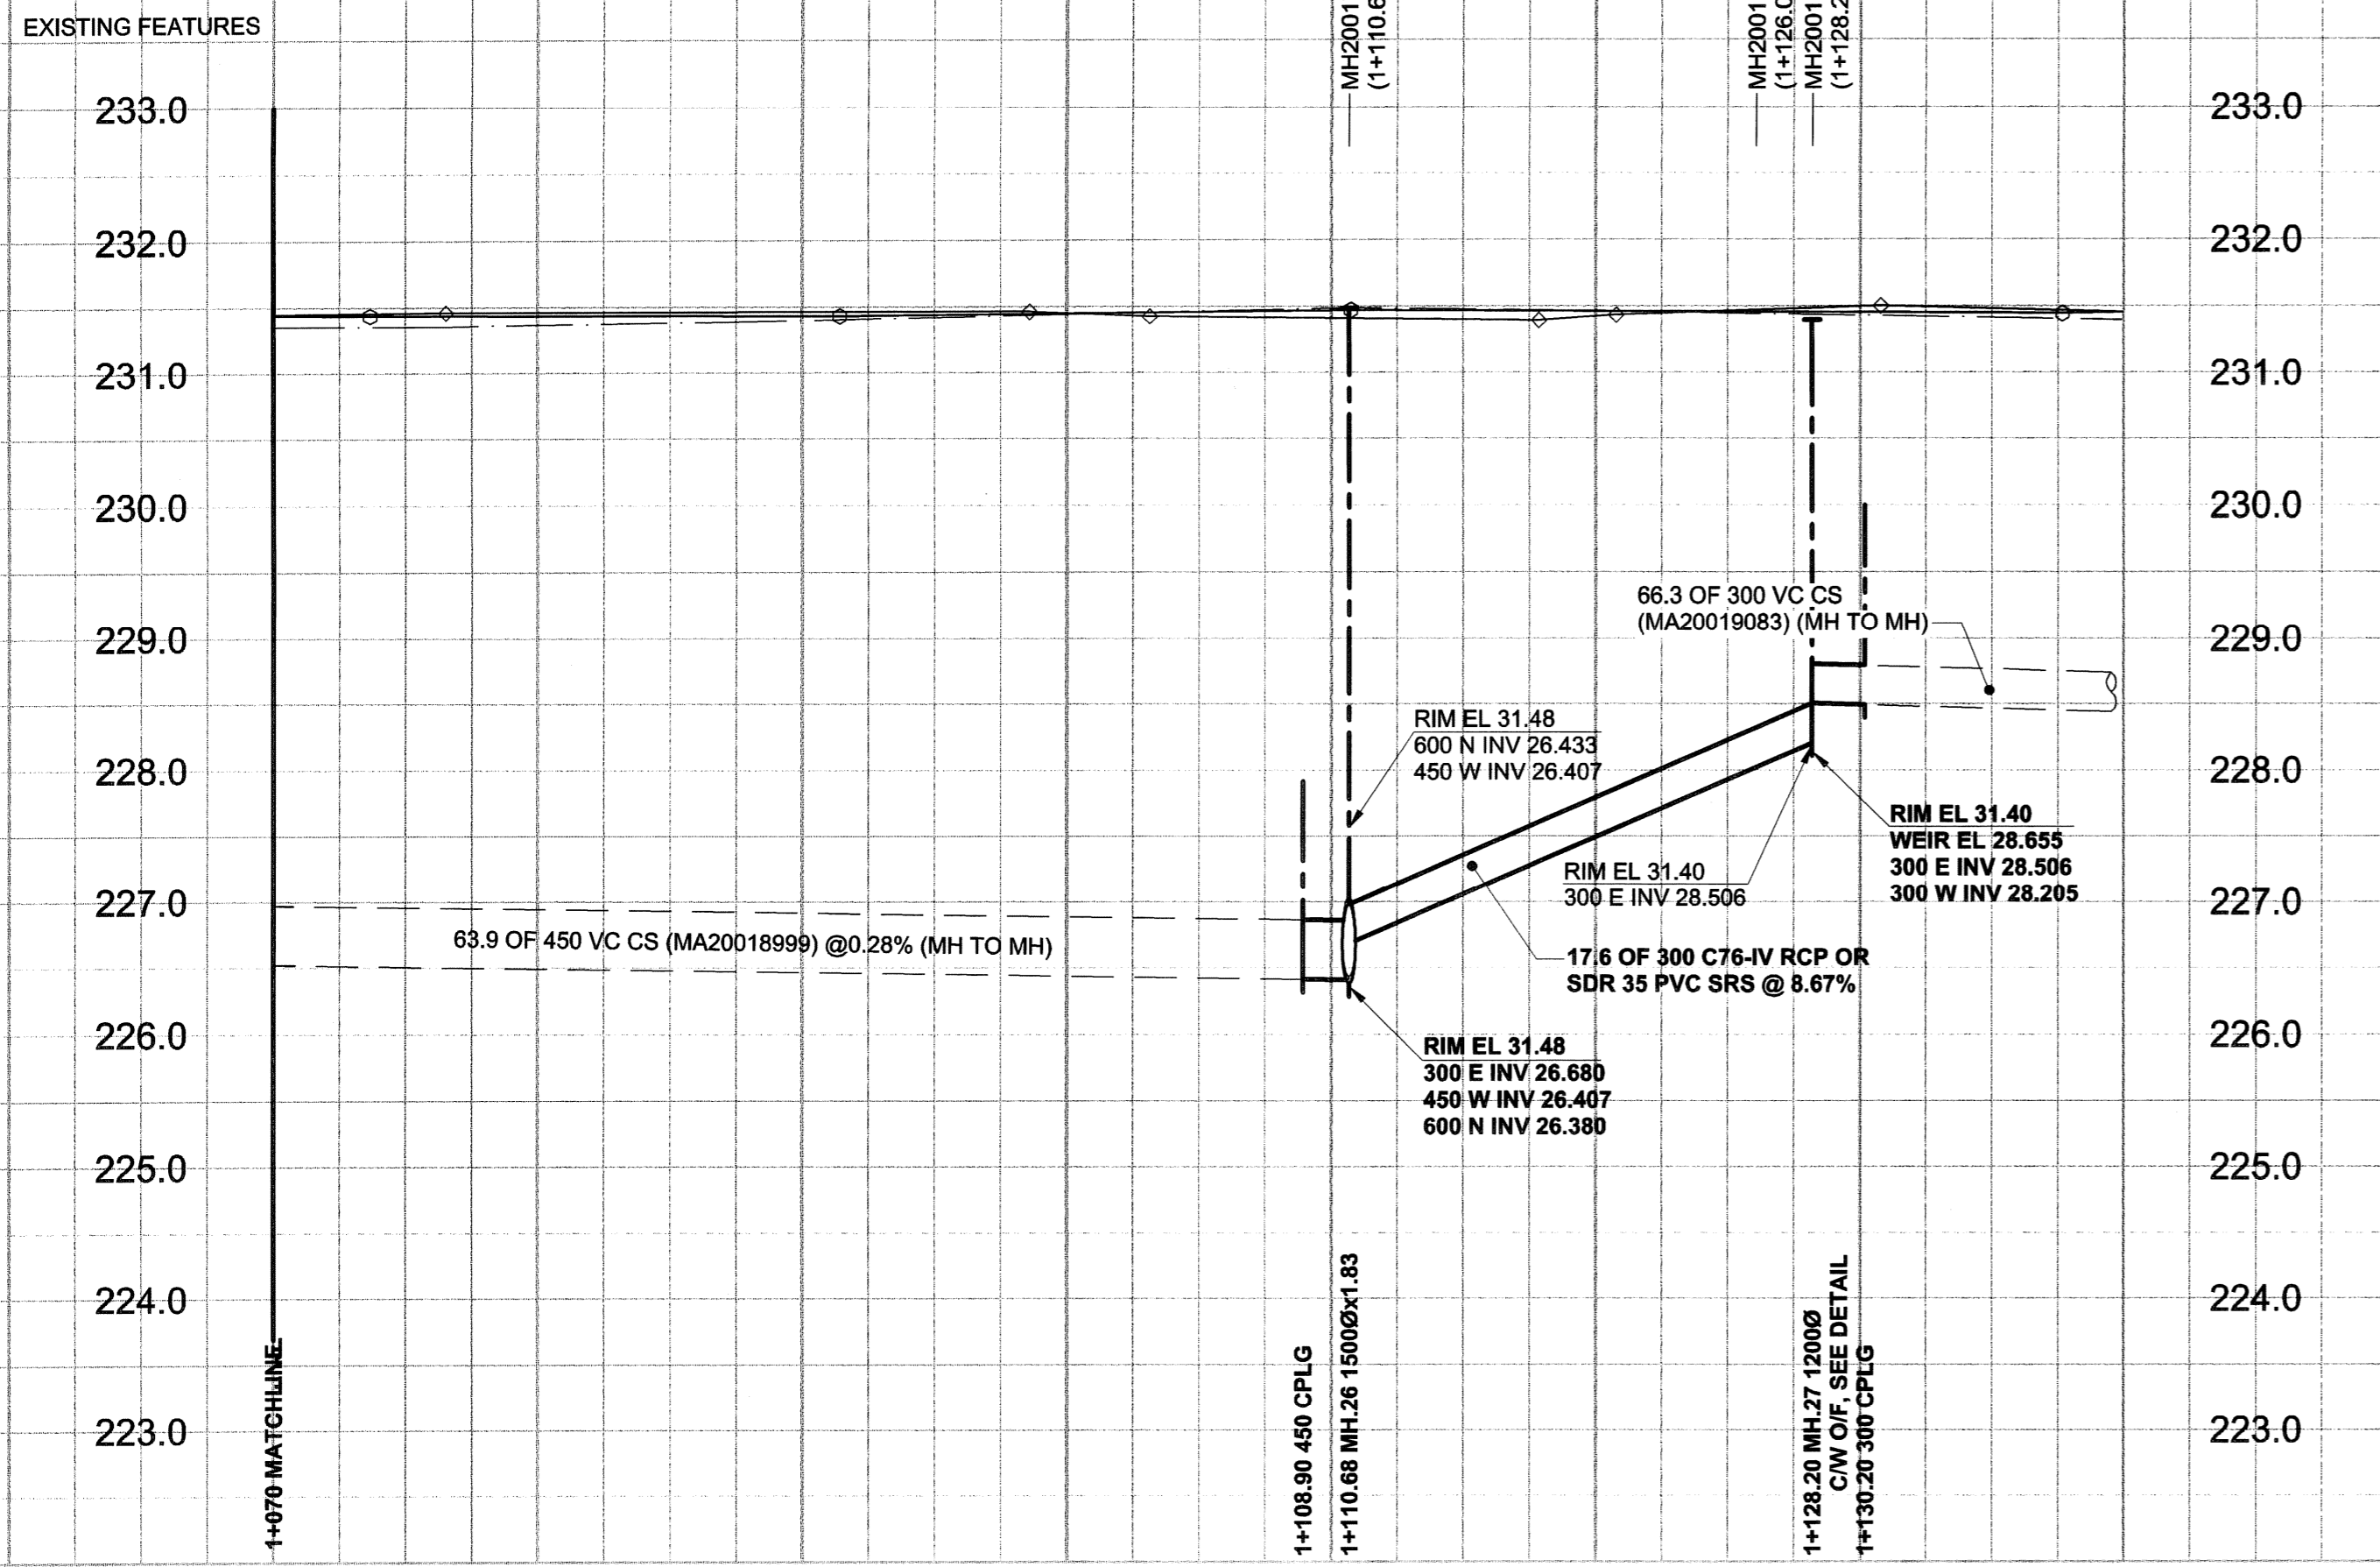 EXISTING FEATURES
MH2001
(1+110.6
MH2001
(1+126.0
MH2001
(1+128.2
233.0
233.0
232.0
232.0
231.0
231.0
230.0
230.0
229.0
229.0
228.0
228.0
227.0
227.0
226.0
226.0
225.0
225.0
224.0
224.0
223.0
223.0
66.3 OF 300 VC CS
(MA20019083) (MH TO MH)
RIM EL 31.48
600 N INV 26.433
450 W INV 26.407
RIM EL 31.40
WEIR EL 28.655
300 E INV 28.506
300 W INV 28.205
RIM EL 31.40
300 E INV 28.506
63.9 OF 450 VC CS (MA20018999) @0.28% (MH TO MH)
17.6 OF 300 C76-IV RCP OR
SDR 35 PVC SRS @ 8.67%
RIM EL 31.48
300 E INV 26.680
450 W INV 26.407
600 N INV 26.380
1+070 MATCHLINE
1+108.90 450 CPLG
1+110.68 MH.26 1500Øx1.83
1+128.20 MH.27 1200Ø
C/W O/F, SEE DETAIL
1+130.20 300 CPLG